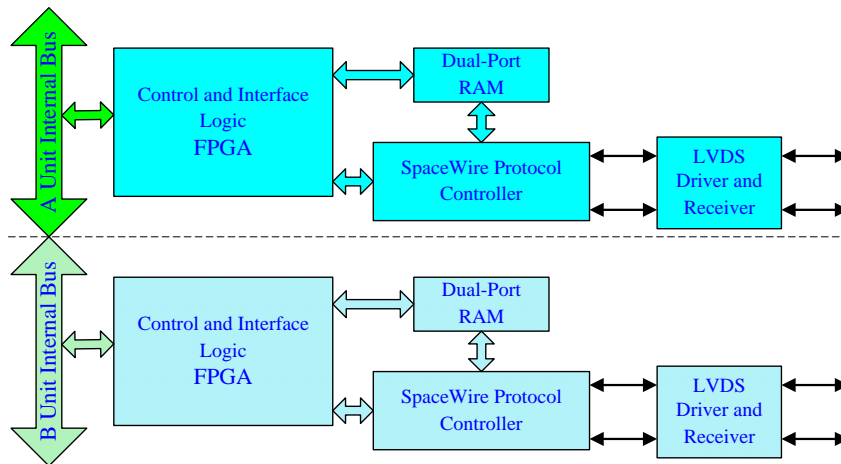 A Unit Internal Bus
Control and Interface
Logic
FPGA
Dual-Port
RAM
SpaceWire Protocol
Controller
LVDS
Driver and
Receiver
B Unit Internal Bus
Control and Interface
Logic
FPGA
Dual-Port
RAM
SpaceWire Protocol
Controller
LVDS
Driver and
Receiver